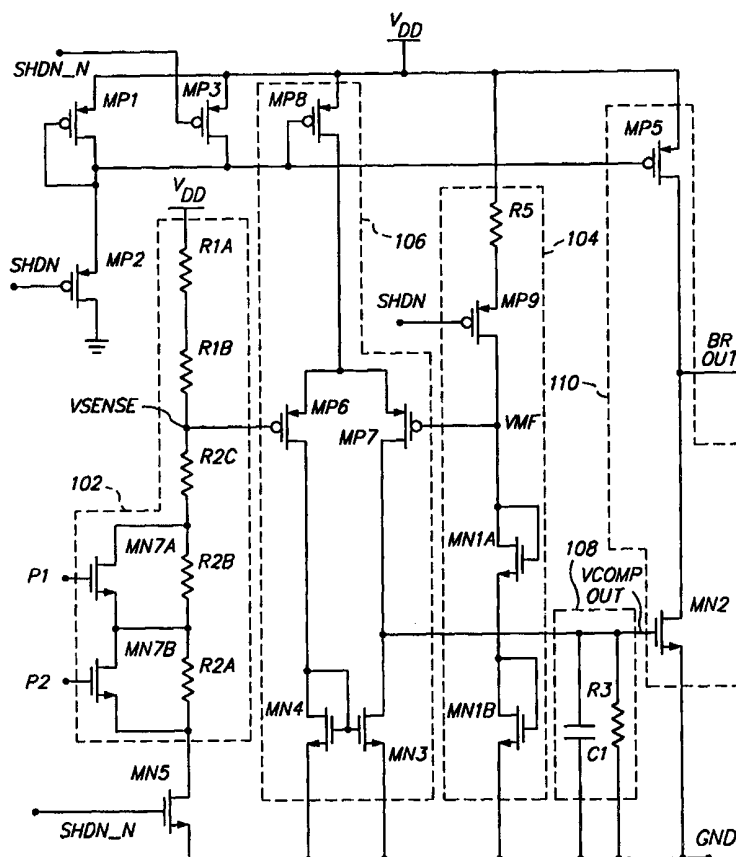 V DD
SHDN_N
MP1
MP3
MP8
MP5
V DD
R5
106
104
SHDN
MP2
R1A
SHDN
MP9
R1B
BR OUT
110
VSENSE
MP6
MP7
VMF
102
R2C
MN7A
MN1A
108
P1
R2B
VCOMP OUT
MN7B
MN2
P2
R2A
R3
MN4
MN1B
MN3
C1
MN5
SHDN_N
GND